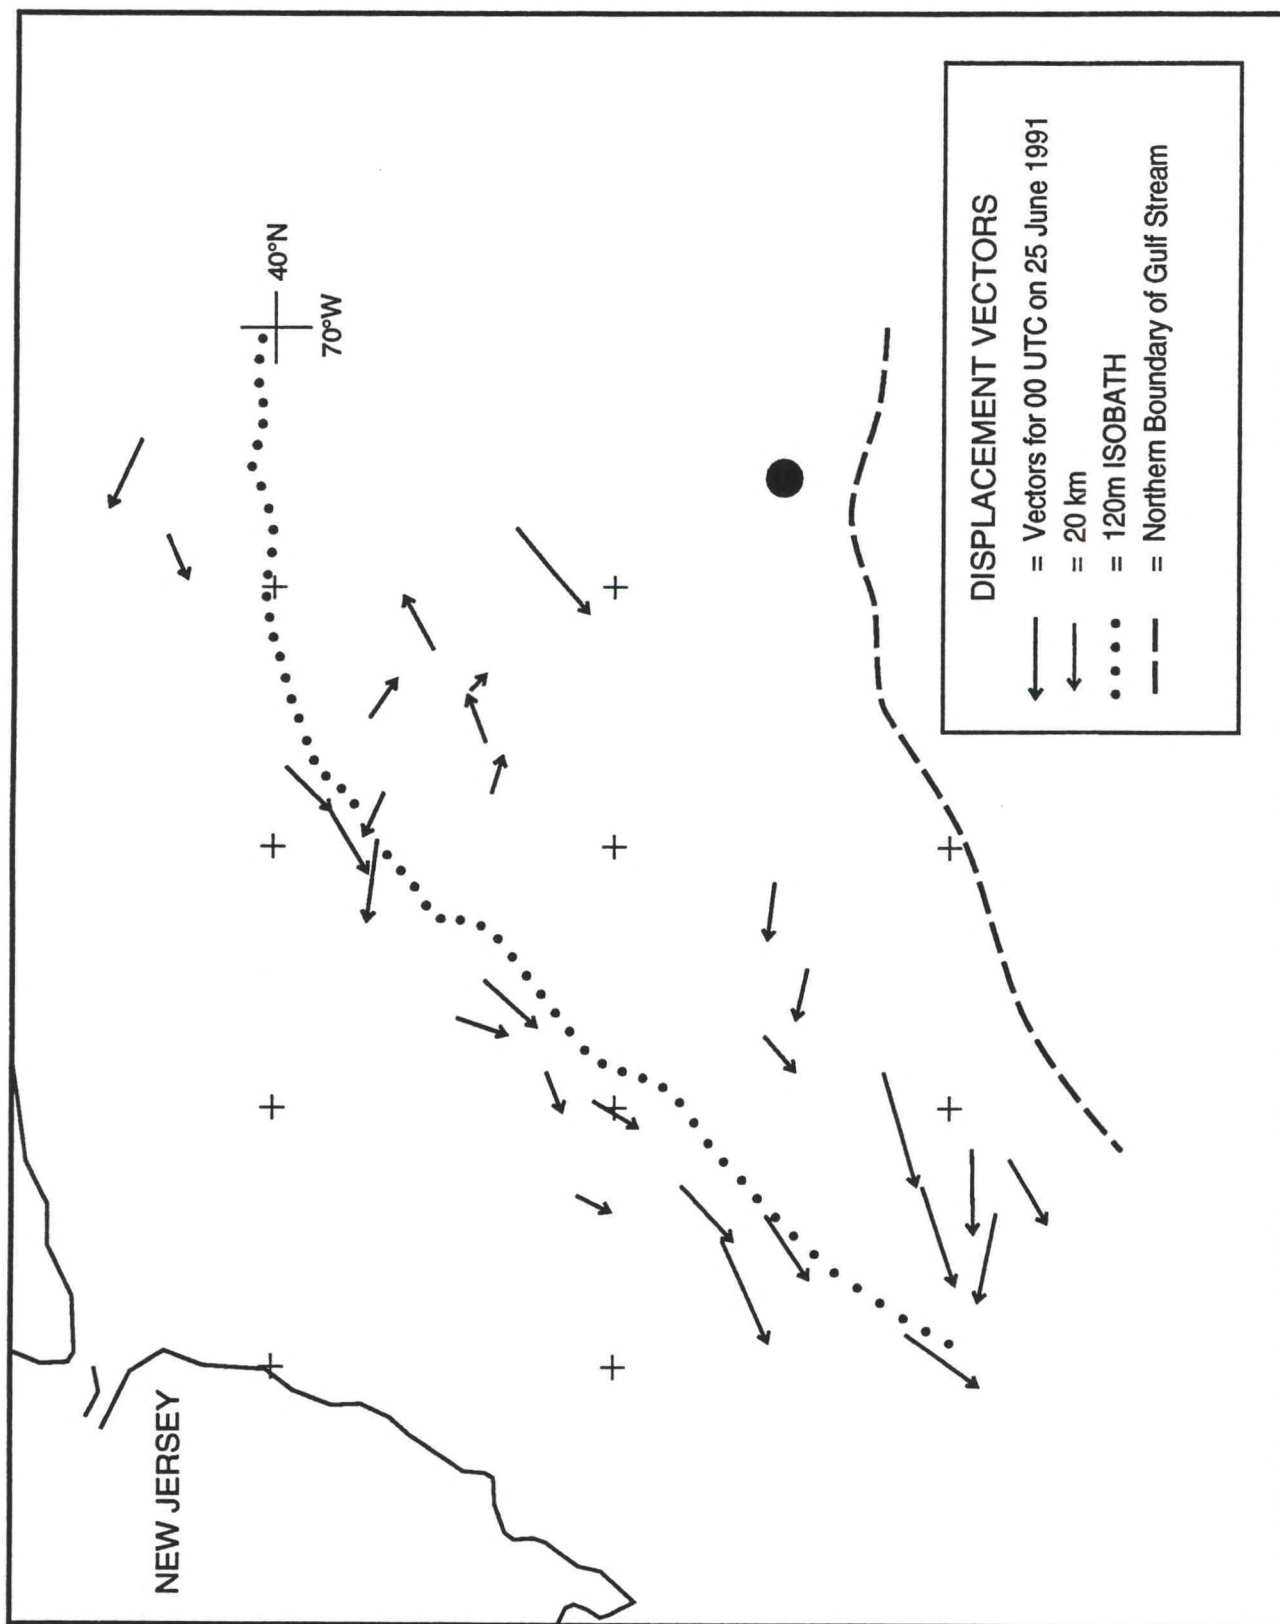 NEW JERSEY
40°N
70°W
DISPLACEMENT VECTORS
= Vectors for 00 UTC on 25 June 1991
= 20 km
= 120m ISOBATH
= Northern Boundary of Gulf Stream